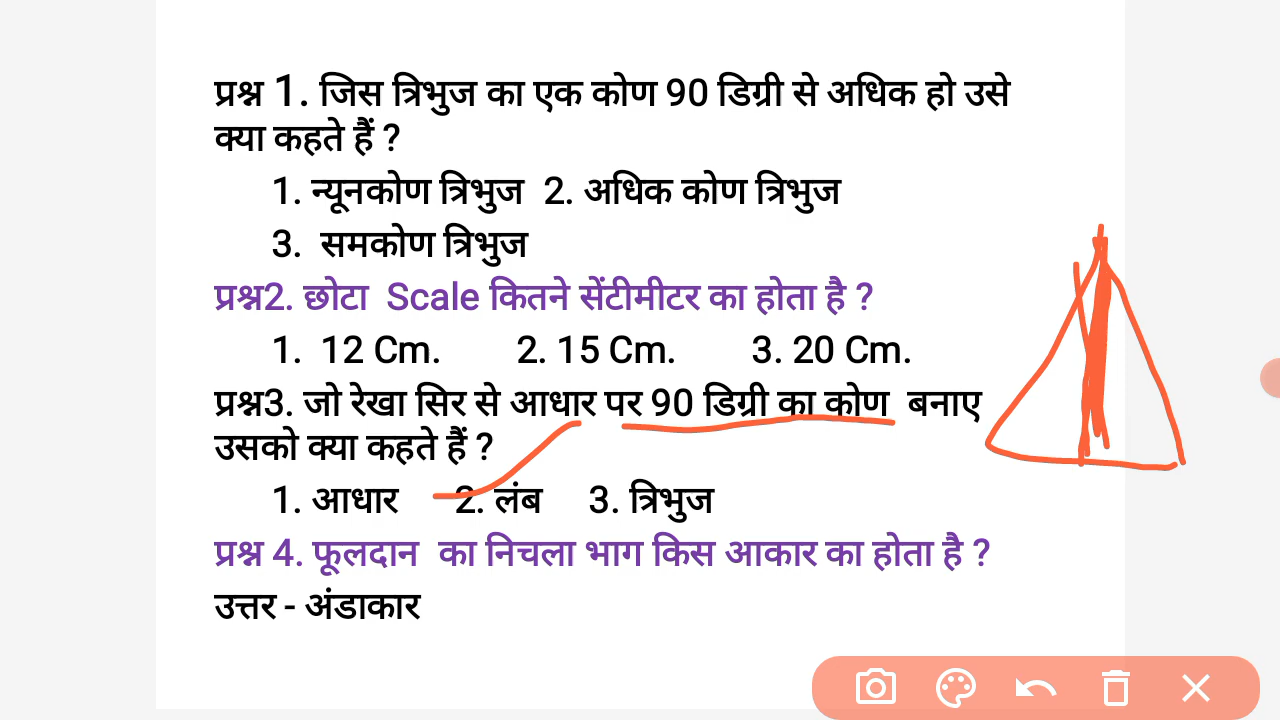 प्रश्न 1. जिस त्रिभुज का एक कोण 90 डिग्री से अधिक हो उसे
क्या कहते हैं ?
1. न्यूनकोण त्रिभुज 2. अधिक कोण त्रिभुज
3. समकोण त्रिभुज
प्रश्न2. छोटा Scale कितने सेंटीमीटर का होता है ?
1. 12 Cm. 2. 15 Cm. 3. 20 Cm.
प्रश्न3. जो रेखा सिर से आधार पर 90 डिग्री का कोण बनाए
उसको क्या कहते हैं ?
1. आधार 2. लंब 3. त्रिभुज
प्रश्न 4. फूलदान का निचला भाग किस आकार का होता है ?
उत्तर - अंडाकार